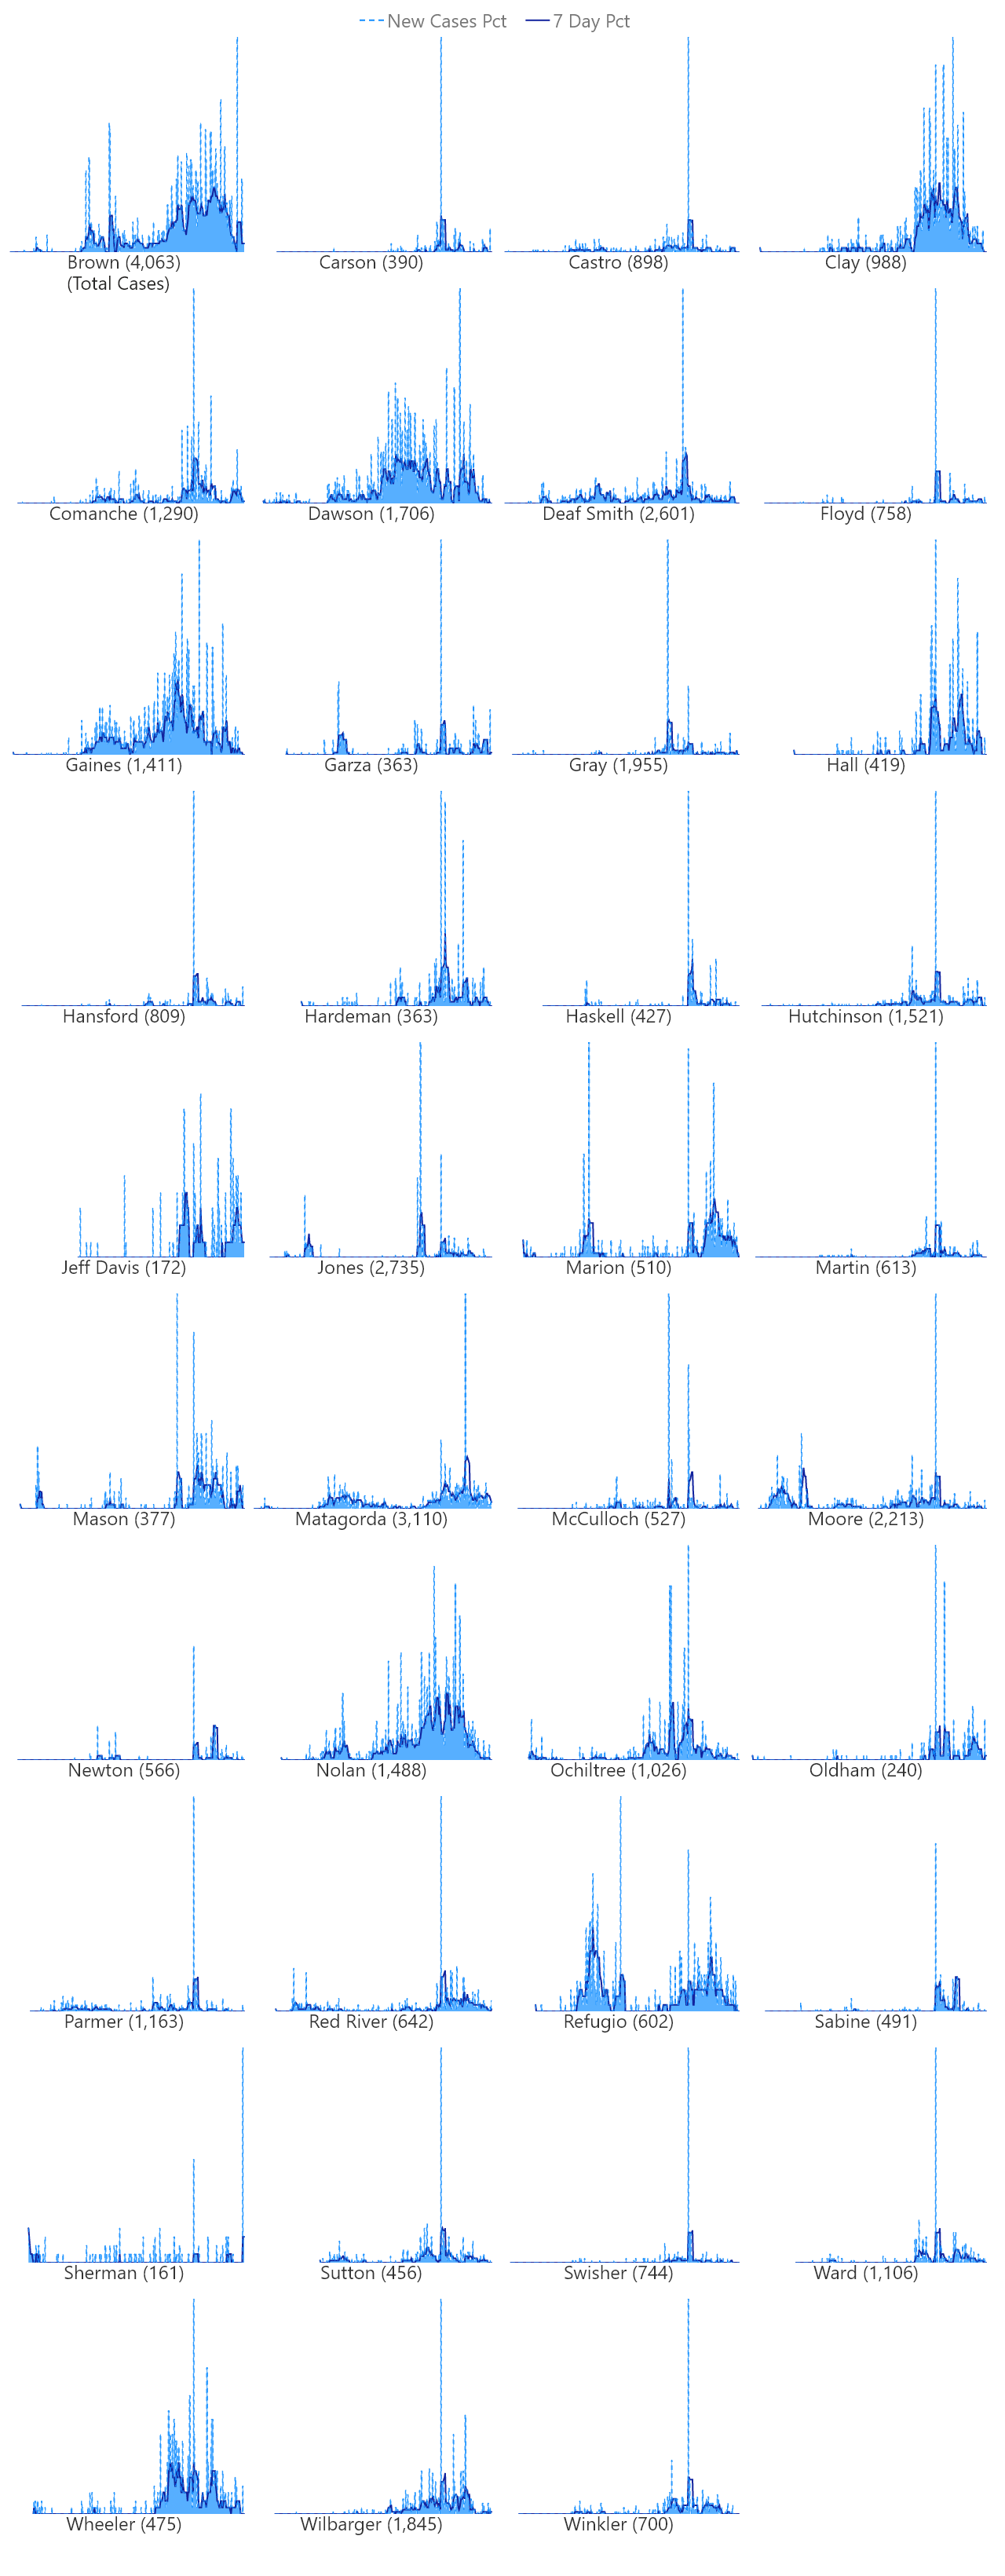 New Cases Pct 7 Day Pct
Brown (4,063) Carson (390) Castro (898) Clay (988)
(Total Cases)
Comanche (1,290) Dawson (1,706) Deaf Smith (2,601) Floyd (758)
Gaines (1,411) Garza (363) Gray (1,955) Hall (419)
Hansford (809) Hardeman (363) Haskell (427) Hutchinson (1,521)
Jeff Davis (172) Jones (2,735) Marion (510) Martin (613)
Mason (377) Matagorda (3,110) McCulloch (527) Moore (2,213)
Newton (566) Nolan (1,488) Ochiltree (1,026) Oldham (240)
Parmer (1,163) Red River (642) Refugio (602) Sabine (491)
Sherman (161) Sutton (456) Swisher (744) Ward (1,106)
Wheeler (475) Wilbarger (1,845) Winkler (700)